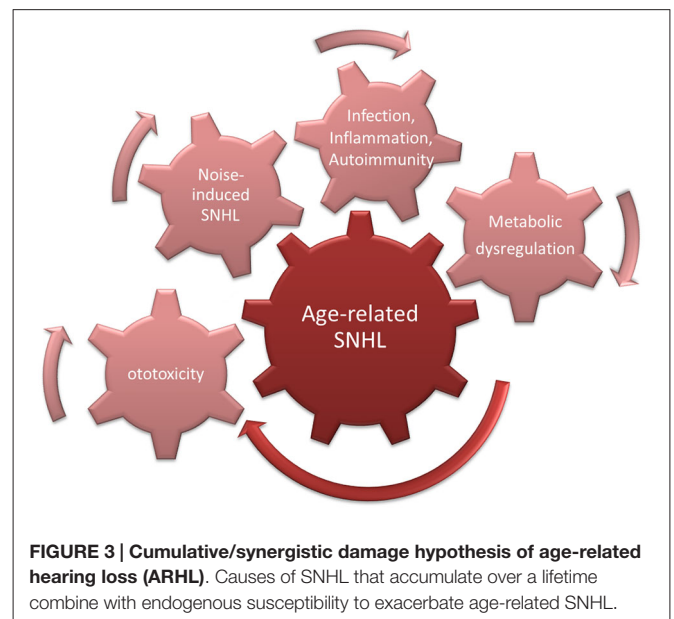 Infection,
Inflammation,
Autoimmunity
Noise-
induced
SNHL
Metabolic
dysregulation
Age-related
SNHL
ototoxicity
FIGURE 3 | Cumulative/synergistic damage hypothesis of age-related
hearing loss (ARHL). Causes of SNHL that accumulate over a lifetime
combine with endogenous susceptibility to exacerbate age-related SNHL.